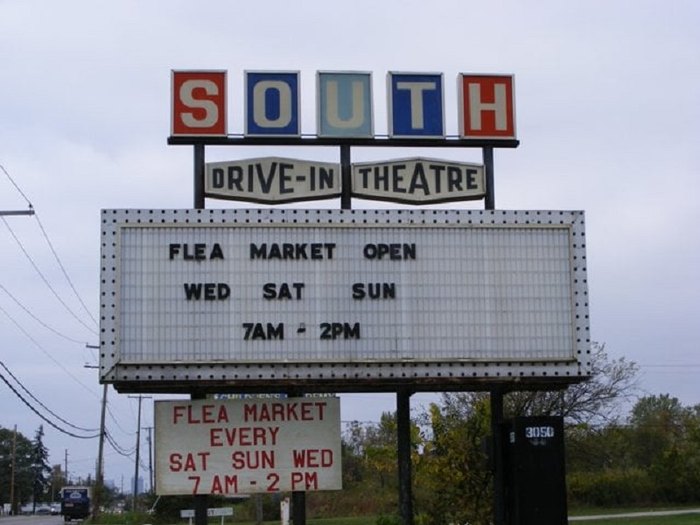 SOUTH
DRIVE-IN THEATRE
FLEA MARKET OPEN
WED SAT SUN
7AM - 2PM
FLEA MARKET
EVERY
SAT SUN WED
7 AM - 2 PM
3050